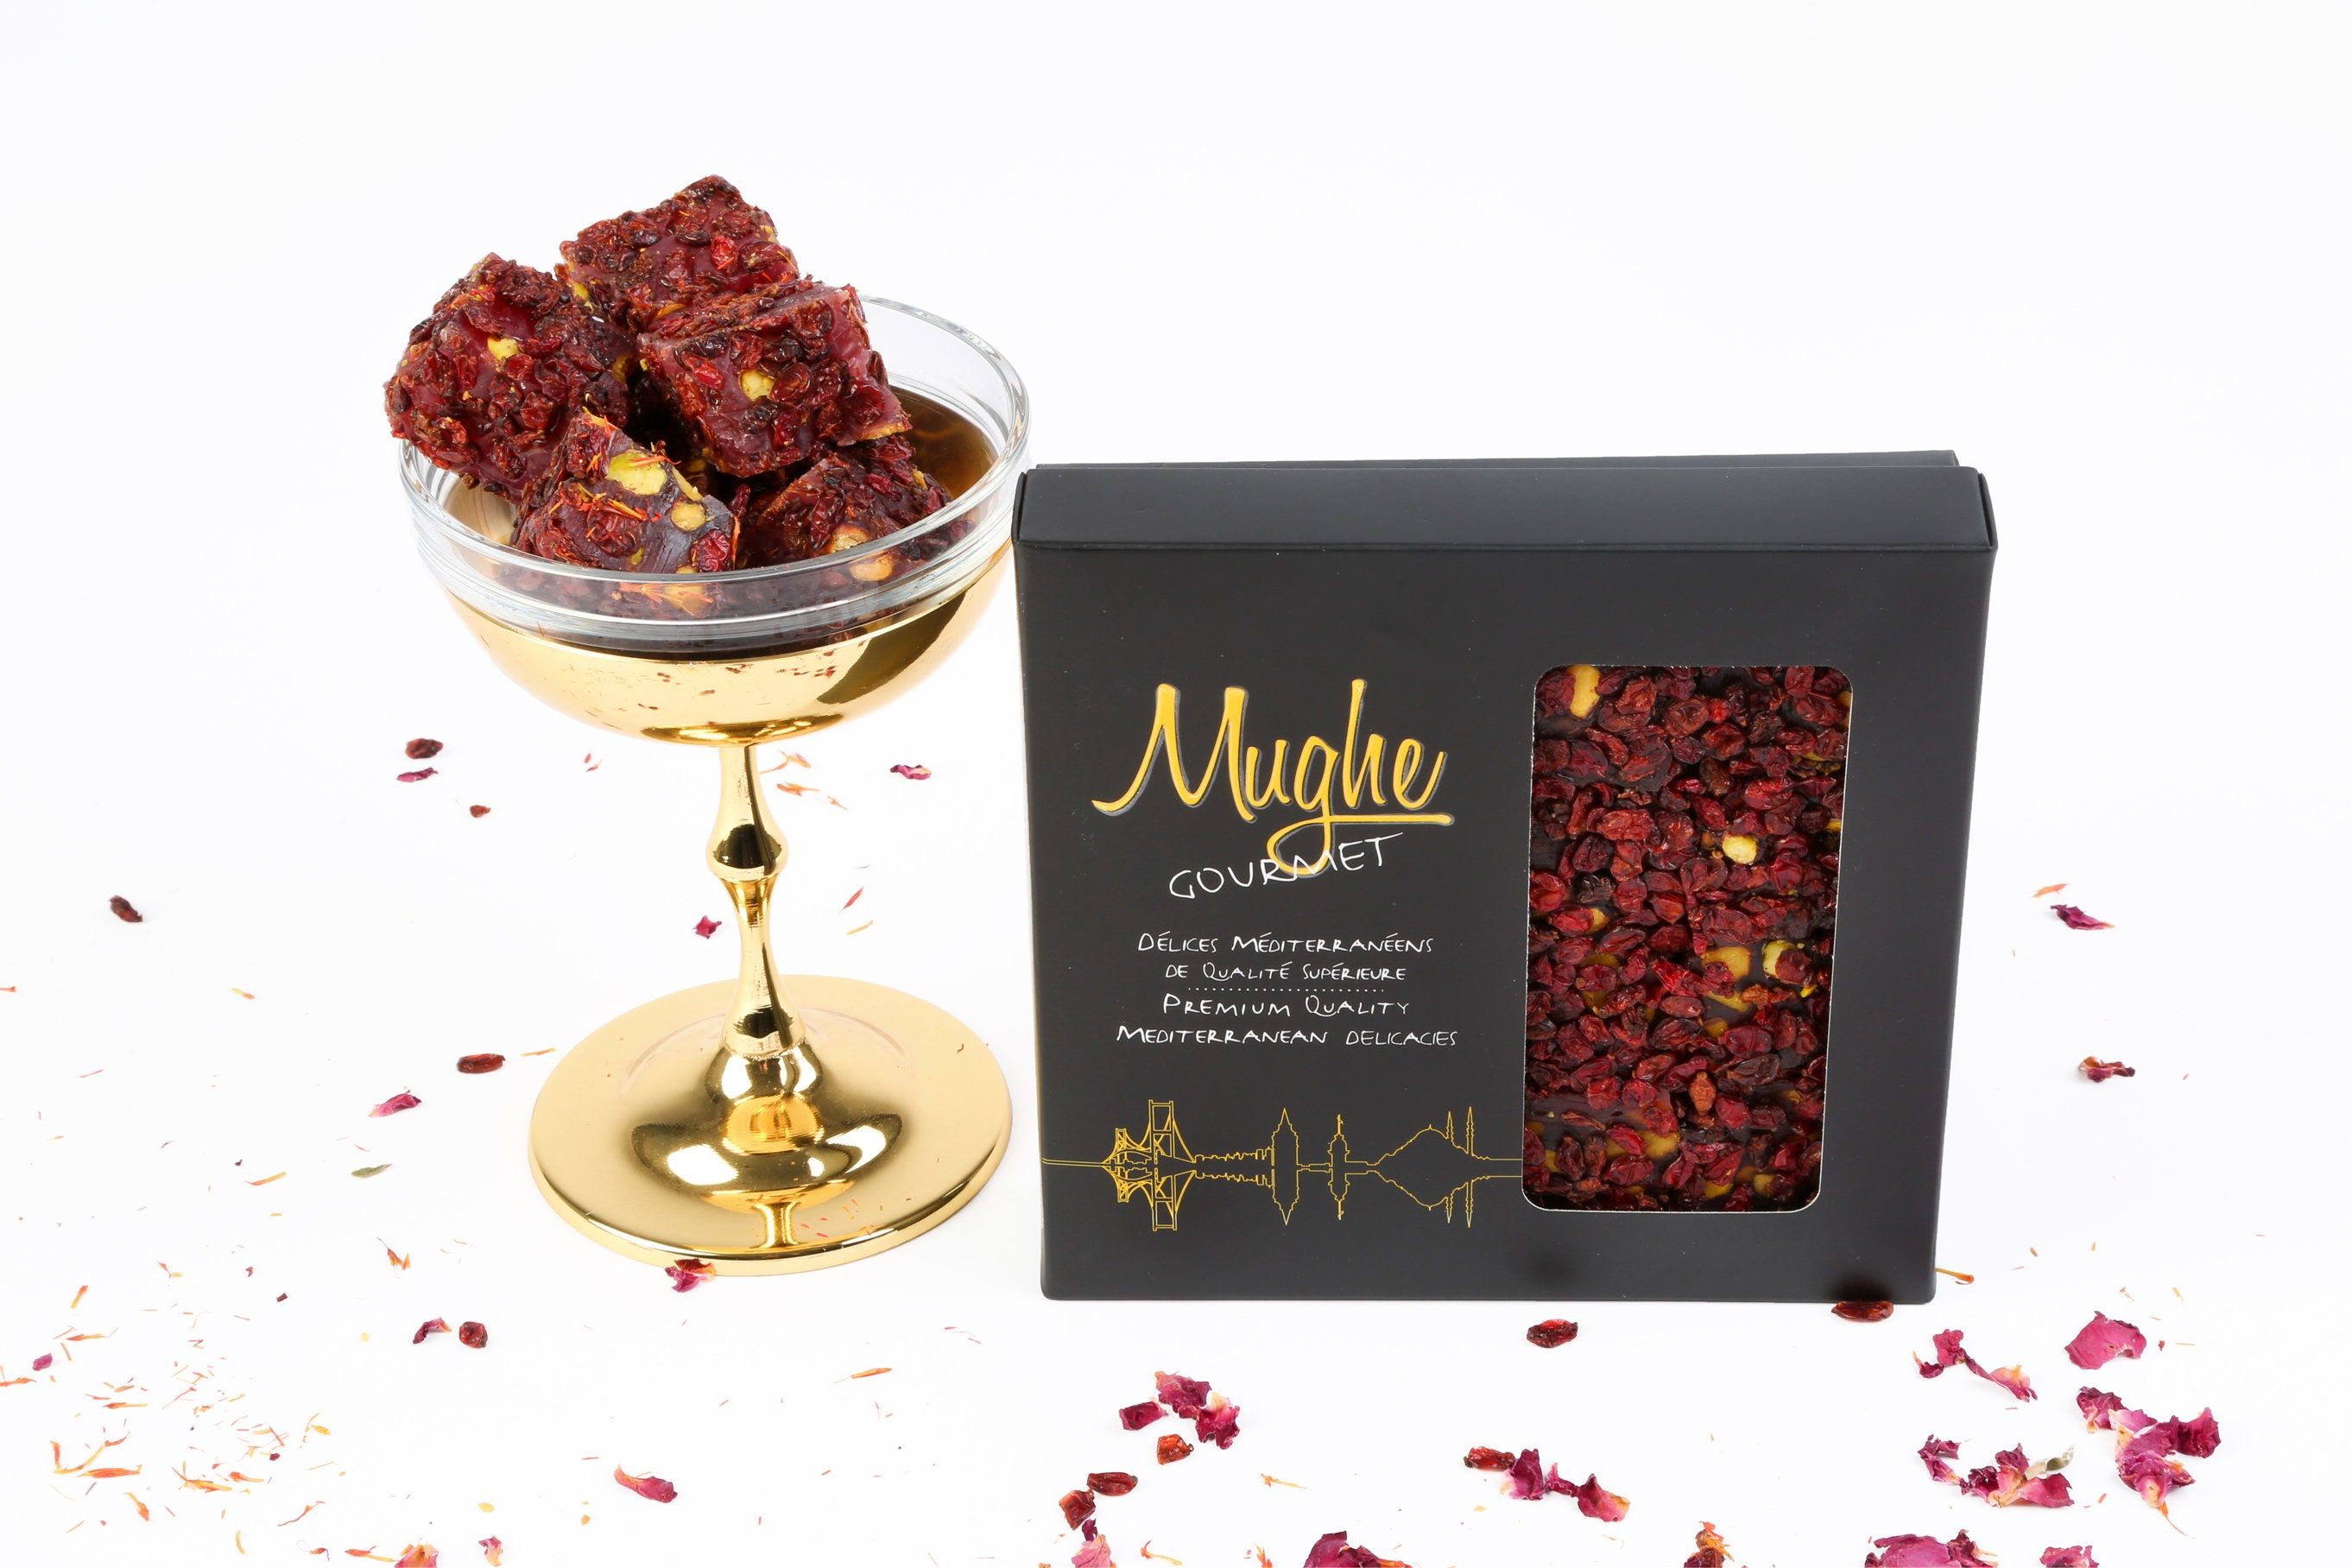 Mughe
GOURMET
DÉLICES MÉDITERRANÉENS
DE QUALITÉ SUPÉRIEURE
PREMIUM QUALITY
MEDITERRANEAN DELICACIES